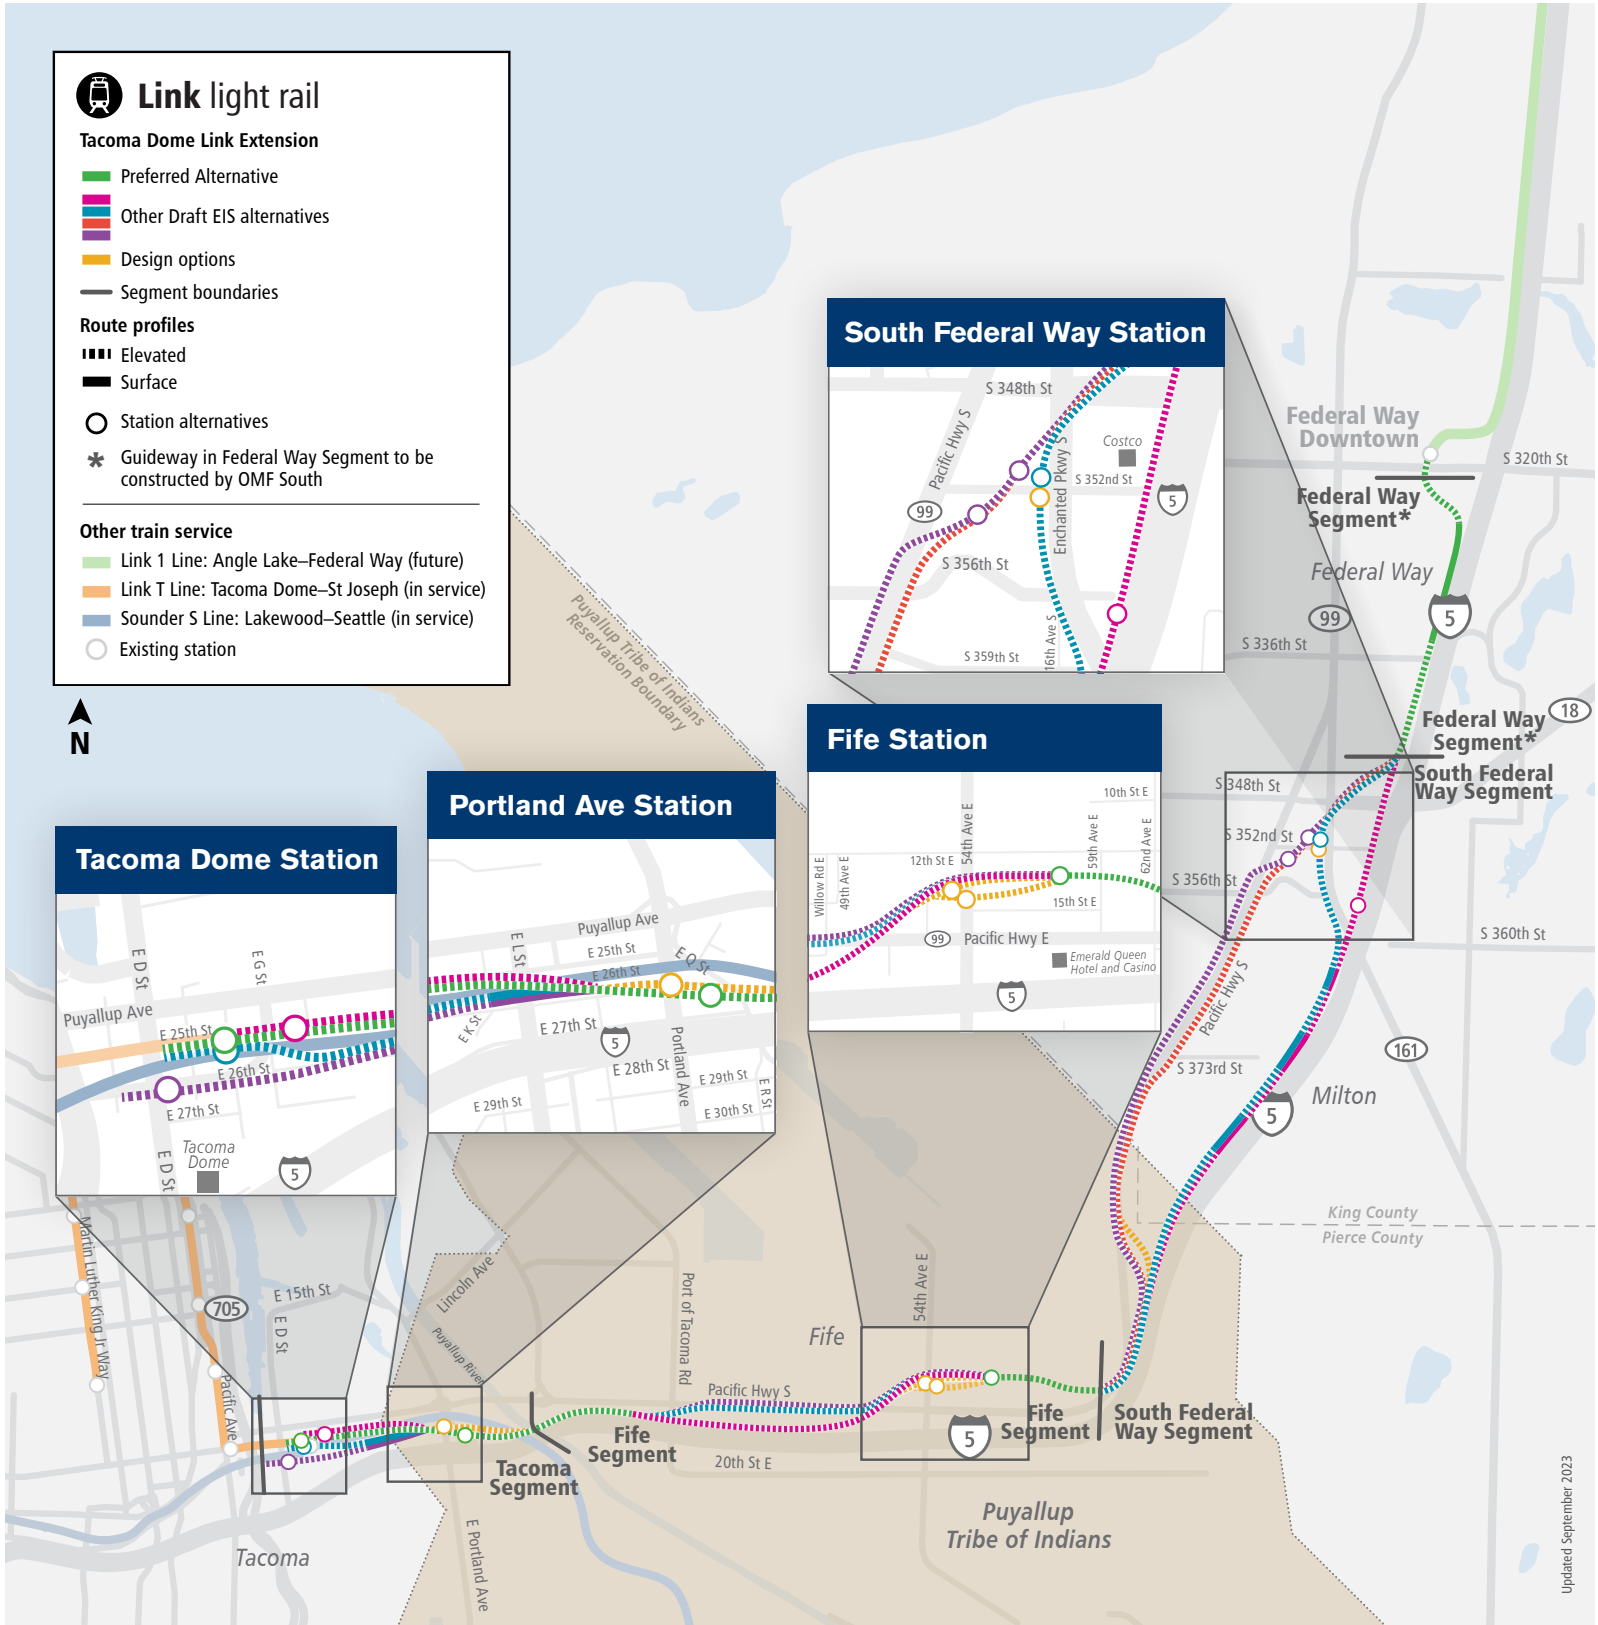 Link light rail
Tacoma Dome Link Extension
Preferred Alternative
Other Draft EIS alternatives
Design options
Segment boundaries
Route profiles
Elevated
Surface
Station alternatives
* Guideway in Federal Way Segment to be
constructed by OMF South
Other train service
Link 1 Line: Angle Lake–Federal Way (future)
Link T Line: Tacoma Dome–St Joseph (in service)
Sounder S Line: Lakewood–Seattle (in service)
Existing station
N
Puyallup Tribe of Indians
Reservation Boundary
South Federal Way Station
S 348th St
Pacific Hwy S
Costco
Enchanted Pkwy S
S 352nd St
99
5
S 356th St
16th Ave S
S 359th St
Federal Way
Downtown
S 320th St
Federal Way
Segment*
Federal Way
99
5
S 336th St
18
Federal Way
Segment*
South Federal
Way Segment
S 348th St
S 352nd St
S 356th St
S 360th St
Pacific Hwy S
S 373rd St
161
Milton
5
King County
Pierce County
Fife Station
10th St E
54th Ave E
59th Ave E
62nd Ave E
12th St E
Willow Rd E
49th Ave E
15th St E
99
Pacific Hwy E
Emerald Queen
Hotel and Casino
5
Portland Ave Station
Puyallup Ave
E L St
E 25th St
E Q St
E 26th St
E K St
E 27th St
5
Portland Ave
E 28th St
E 29th St
E 29th St
E R St
E 30th St
Tacoma Dome Station
E D St
E G St
Puyallup Ave
E 25th St
E 26th St
E 27th St
Tacoma
Dome
E D St
5
Martin Luther King Jr Way
705
E 15th St
E D St
Pacific Ave
Lincoln Ave
Puyallup River
Port of Tacoma Rd
54th Ave E
Fife
Pacific Hwy S
Fife
Segment
Fife
Segment
South Federal
Way Segment
5
Tacoma
Segment
20th St E
Puyallup
Tribe of Indians
E Portland Ave
Tacoma
Updated September 2023